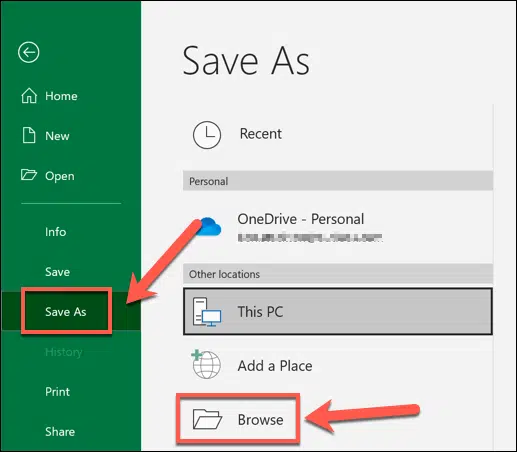 Save As
Home
New
Open
Info
Save
Save As
History
Print
Share
Recent
Personal
OneDrive - Personal
Other locations
This PC
Add a Place
Browse